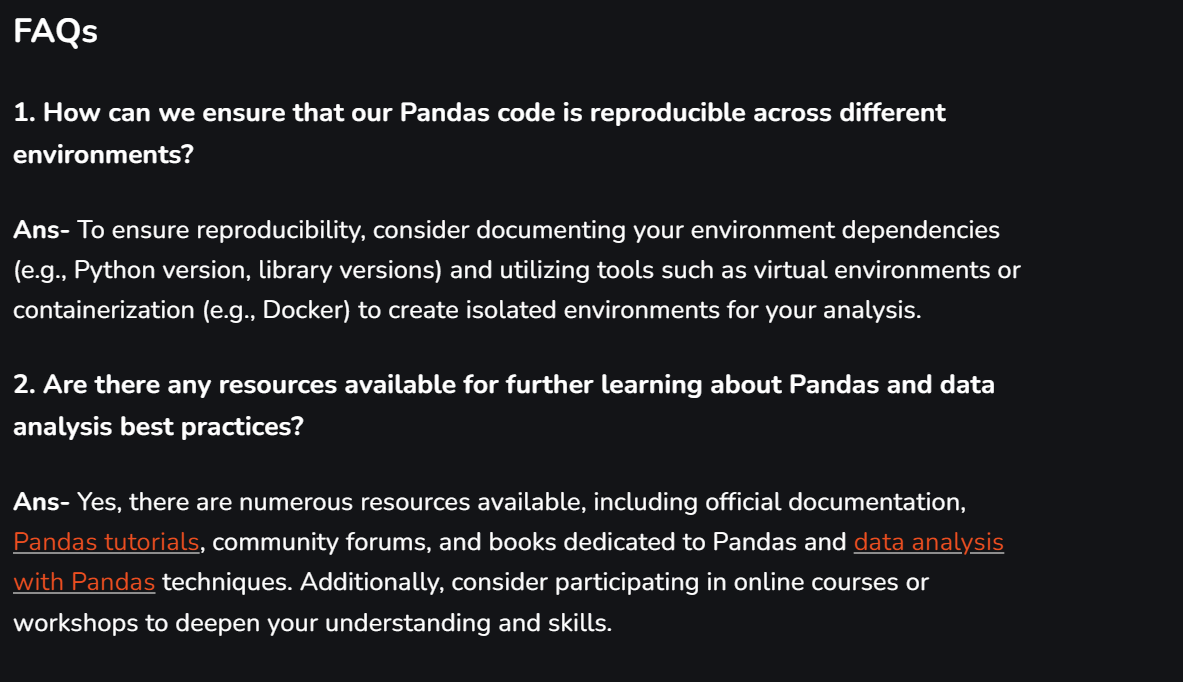 FAQs
1. How can we ensure that our Pandas code is reproducible across different
environments?
Ans- To ensure reproducibility, consider documenting your environment dependencies
(e.g., Python version, library versions) and utilizing tools such as virtual environments or
containerization (e.g., Docker) to create isolated environments for your analysis.
2. Are there any resources available for further learning about Pandas and data
analysis best practices?
Ans- Yes, there are numerous resources available, including official documentation,
Pandas tutorials, community forums, and books dedicated to Pandas and data analysis
with Pandas techniques. Additionally, consider participating in online courses or
workshops to deepen your understanding and skills.